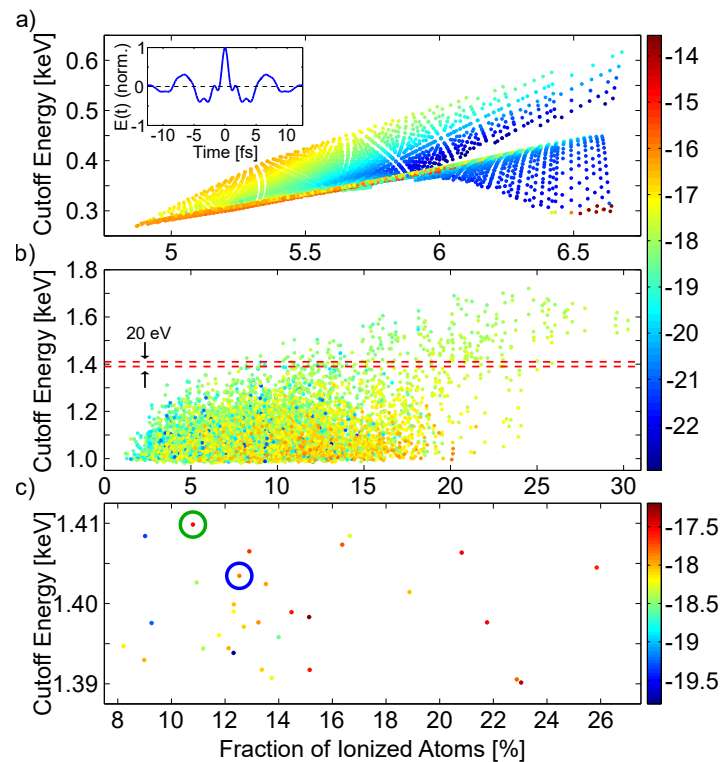 a)
Cutoff Energy [keV]
0.6
0.5
0.4
0.3
E(t) (norm.)
1
0
-1
-10 -5 0 5 10
Time [fs]
5 5.5 6 6.5
-14
-15
-16
-17
-18
-19
-20
-21
-22
b)
Cutoff Energy [keV]
1.8
1.6
1.4
1.2
1.0
20 eV
0 5 10 15 20 25 30
c)
Cutoff Energy [keV]
1.41
1.40
1.39
8 10 12 14 16 18 20 22 24 26
Fraction of Ionized Atoms [%]
-17.5
-18
-18.5
-19
-19.5